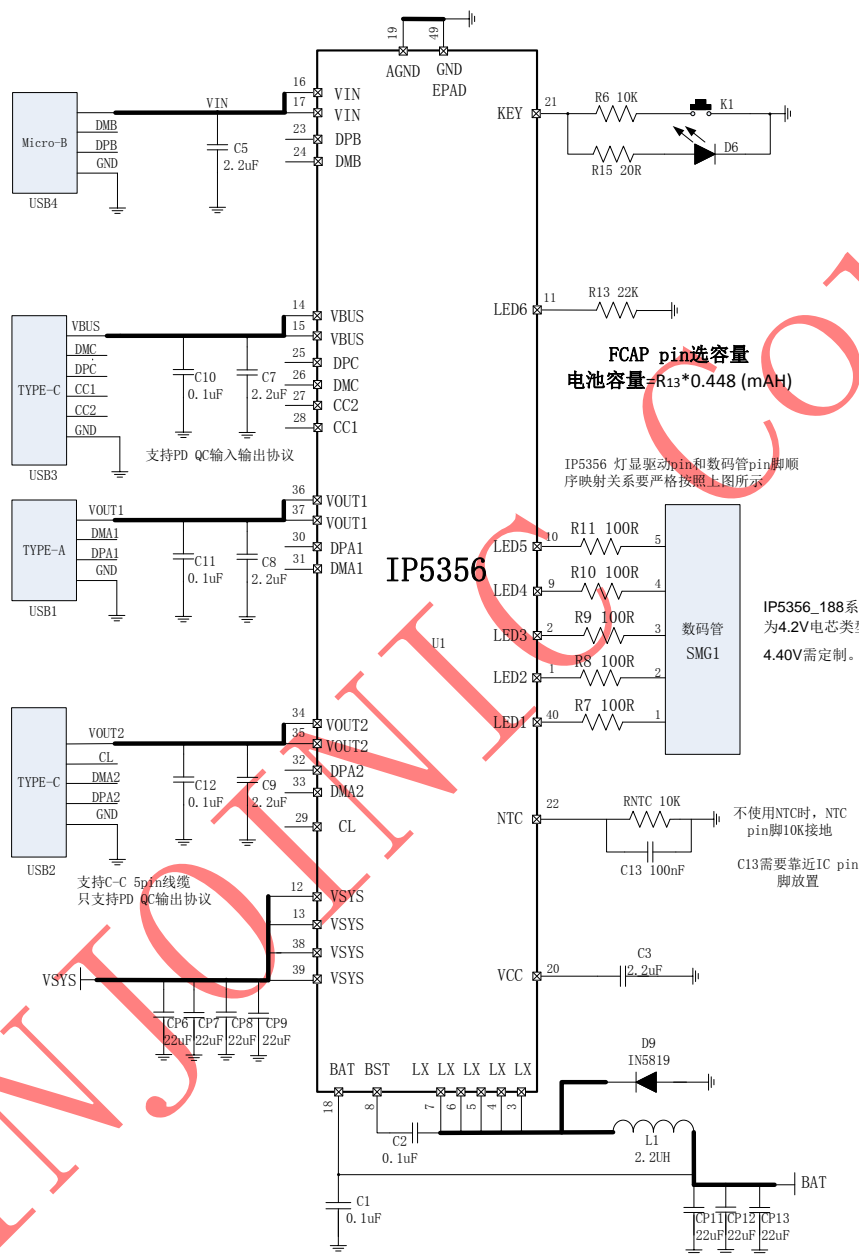 19
49
AGND
GND
EPAD
16
VIN
17
VIN
VIN
23
DPB
24
DMB
Micro-B
DMB
DPB
GND
USB4
C5
2.2uF
KEY
21
R6 10K
K1
R15 20R
D6
LED6
11
R13 22K
FCAP pin选容量
电池容量=R13*0.448 (mAH)
14
VBUS
15
VBUS
25
DPC
26
DMC
27
CC2
28
CC1
TYPE-C
VBUS
DMC
DPC
CC1
CC2
GND
USB3
C10
0.1uF
C7
2.2uF
支持PD QC输入输出协议
IP5356 灯显驱动pin和数码管pin脚顺
序映射关系要严格按照上图所示
36
VOUT1
37
VOUT1
30
DPA1
31
DMA1
TYPE-A
VOUT1
DMA1
DPA1
GND
USB1
C11
0.1uF
C8
2.2uF
IP5356
U1
LED5
10
R11 100R
5
LED4
9
R10 100R
4
LED3
2
R9 100R
3
LED2
1
R8 100R
2
LED1
40
R7 100R
1
数码管
SMG1
IP5356_188系
为4.2V电芯类型
4.40V需定制。
34
VOUT2
35
VOUT2
32
DPA2
33
DMA2
29
CL
TYPE-C
VOUT2
CL
DMA2
DPA2
GND
USB2
C12
0.1uF
C9
2.2uF
支持C-C 5pin线缆
只支持PD QC输出协议
NTC
22
RNTC 10K
C13 100nF
不使用NTC时，NTC
pin脚10K接地
C13需要靠近IC pin
脚放置
12
VSYS
13
VSYS
38
VSYS
39
VSYS
VSYS
CP6
22uF
CP7
22uF
CP8
22uF
CP9
22uF
VCC
20
C3
2.2uF
BAT
BST
LX
LX
LX
LX
LX
18
8
7
6
5
4
3
C2
0.1uF
D9
IN5819
L1
2.2UH
BAT
C1
0.1uF
CP11
22uF
CP12
22uF
CP13
22uF
INJOINIC